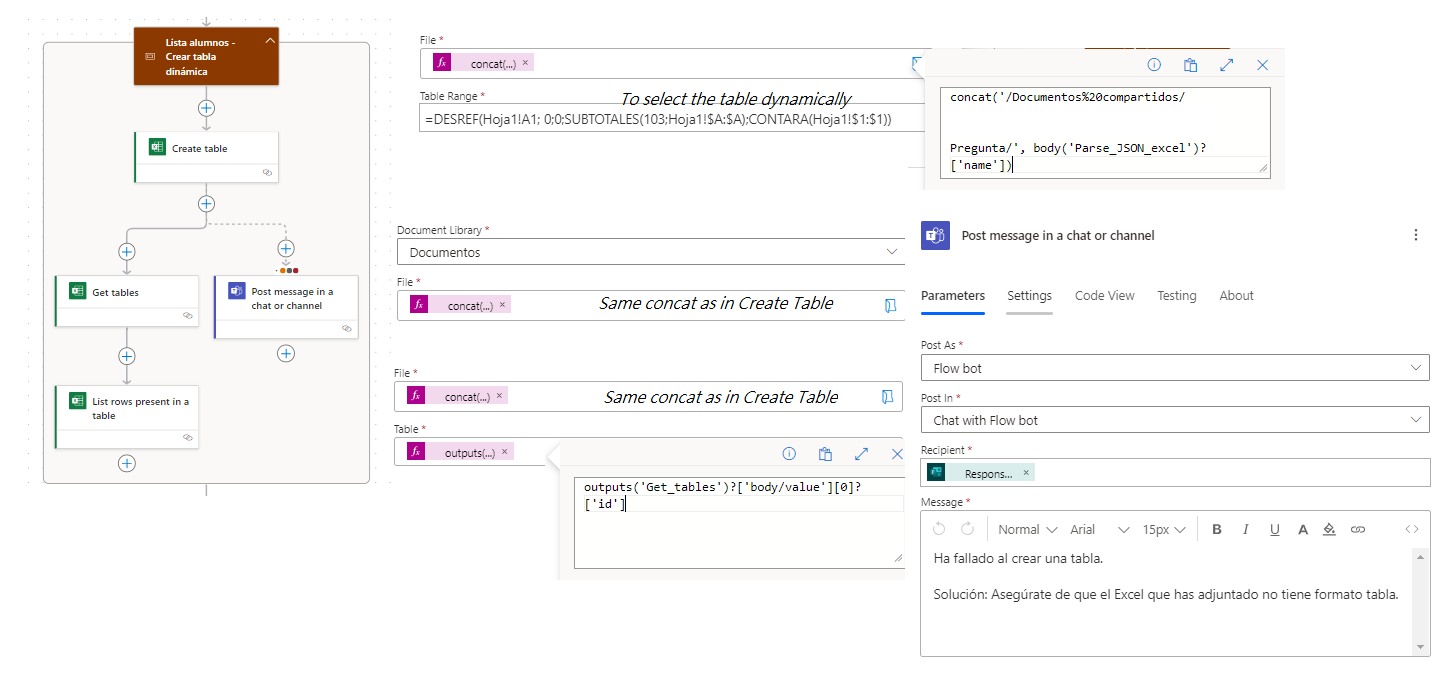 Lista alumnos -
Crear tabla
dinámica
Create table
Get tables
Post message in a
chat or channel
List rows present in a
table
File *
fx concat(...) ×
Table Range *
To select the table dynamically
=DESREF(Hoja1!A1; 0;0;SUBTOTALES(103;Hoja1!$A:$A);CONTARA(Hoja1!$1:$1))
concat('/Documentos%20compartidos/
Pregunta/', body('Parse_JSON_excel')?
['name'])
Document Library *
Documentos
File *
fx concat(...) ×
Same concat as in Create Table
File *
fx concat(...) ×
Same concat as in Create Table
Table *
fx outputs(...) ×
outputs('Get_tables')?['body/value'][0]?
['id']
Post message in a chat or channel
Parameters Settings Code View Testing About
Post As *
Flow bot
Post In *
Chat with Flow bot
Recipient *
Respons... ×
Message *
Normal Arial 15px B I U A
Ha fallado al crear una tabla.
Solución: Asegúrate de que el Excel que has adjuntado no tiene formato tabla.